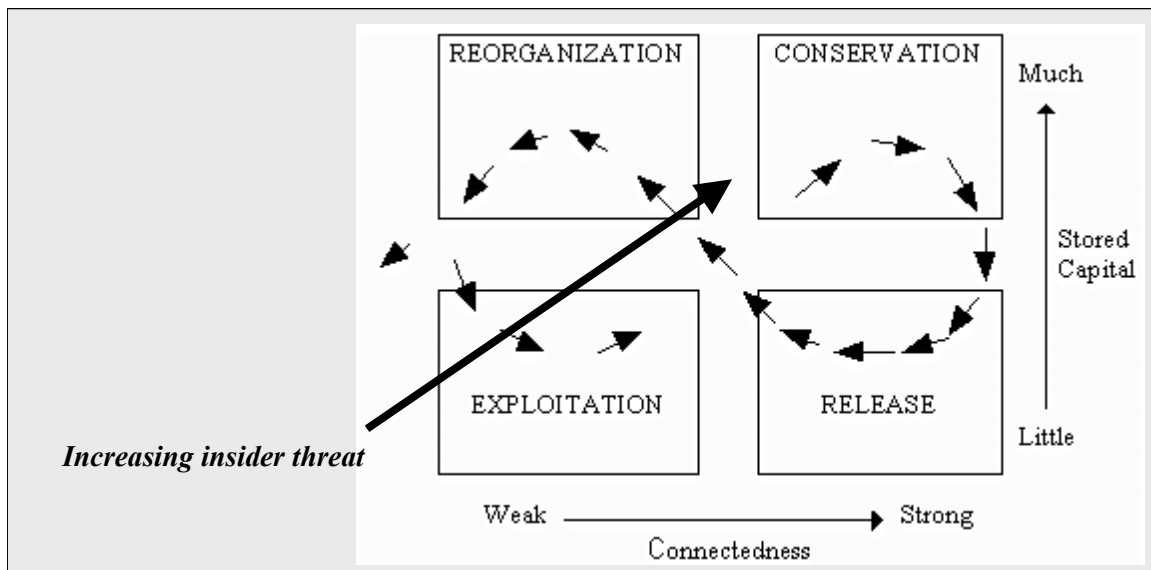 REORGANIZATION
CONSERVATION
Much
Stored
Capital
EXPLOITATION
RELEASE
Little
Increasing insider threat
Weak
Strong
Connectedness